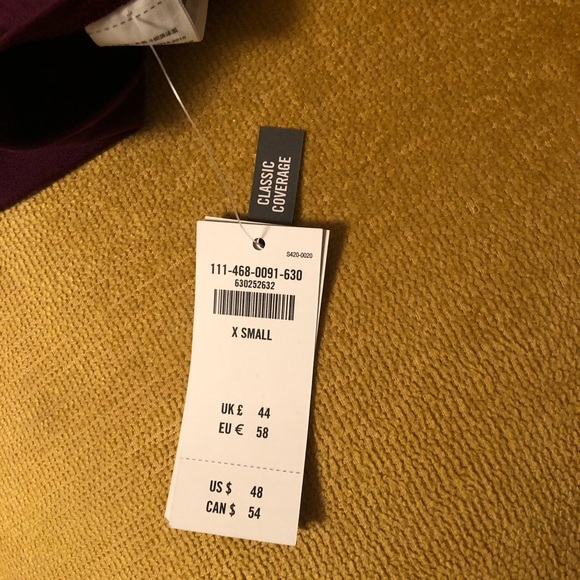 CLASSIC
COVERAGE
S420-0020
111-468-0091-630
630252632
X SMALL
UK £ 44
EU € 58
US $ 48
CAN $ 54